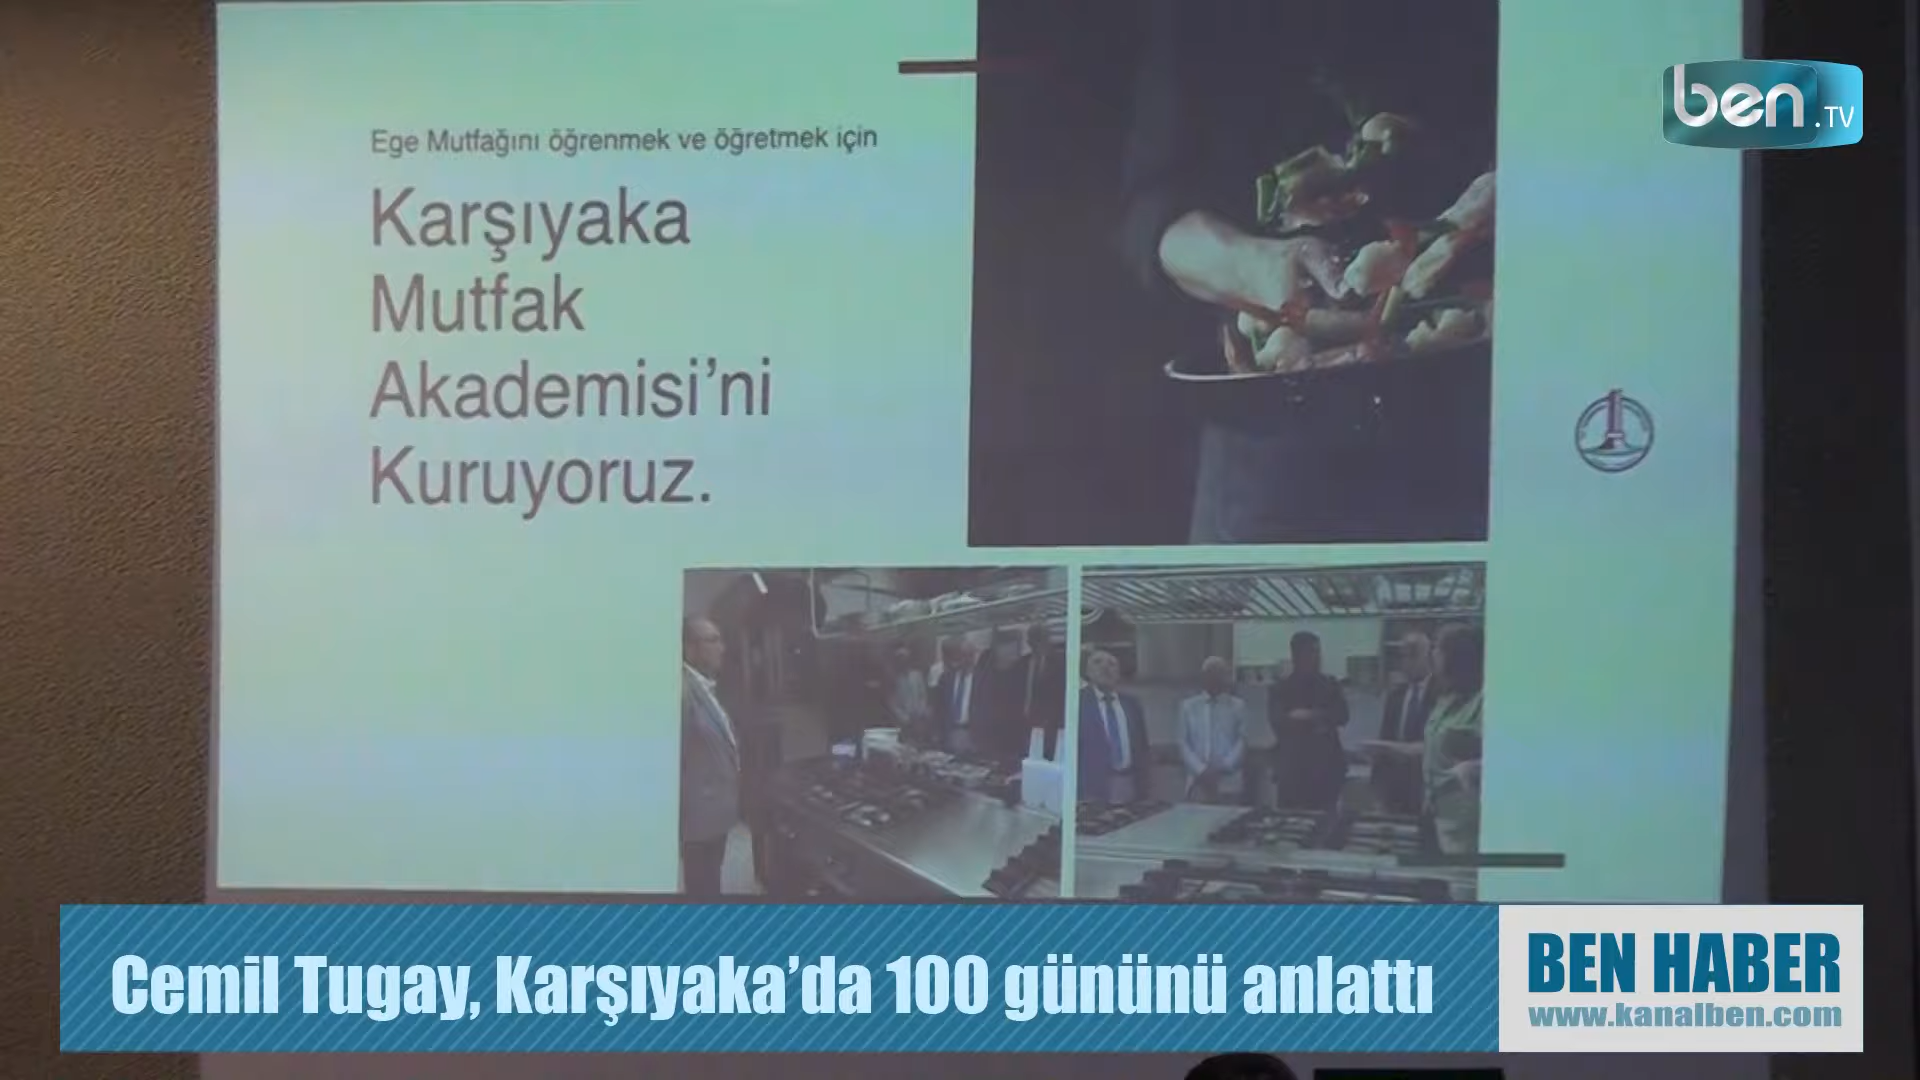 ben.TV
Ege Mutfağını öğrenmek ve öğretmek için
Karşıyaka
Mutfak
Akademisi'ni
Kuruyoruz.
Cemil Tugay, Karşıyaka'da 100 gününü anlattı
BEN HABER
www.kanalben.com